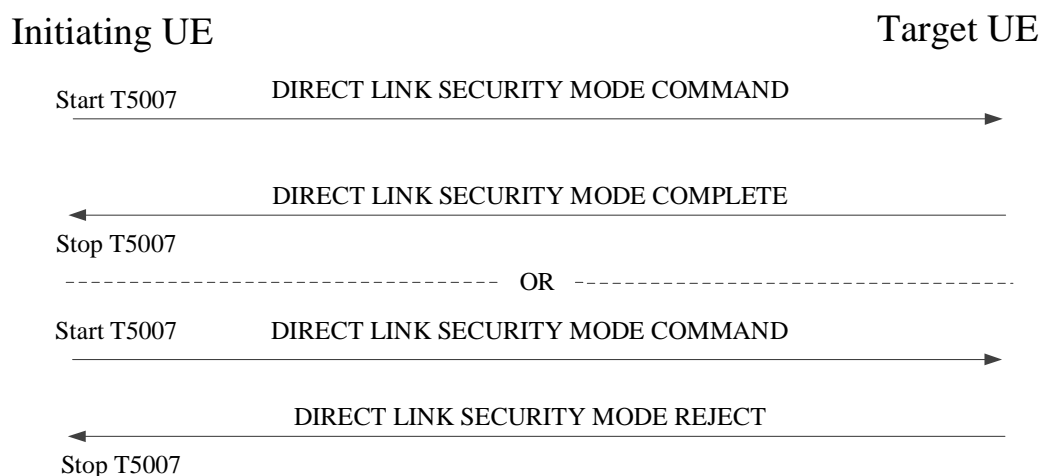 Initiating UE
Target UE
Start T5007
DIRECT LINK SECURITY MODE COMMAND
DIRECT LINK SECURITY MODE COMPLETE
Stop T5007
OR
Start T5007
DIRECT LINK SECURITY MODE COMMAND
DIRECT LINK SECURITY MODE REJECT
Stop T5007